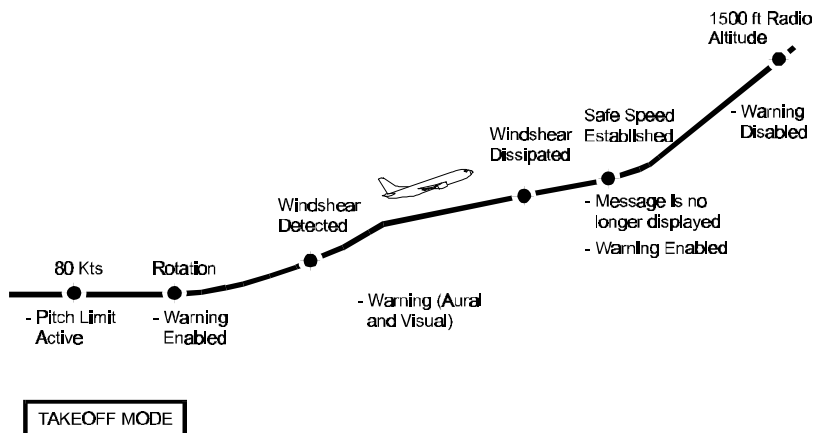 1500 ft Radio
Altitude
- Warning
Disabled
Safe Speed
Established
- Message is no
longer displayed
- Warning Enabled
Windshear
Dissipated
Windshear
Detected
- Warning (Aural
and Visual)
80 Kts
- Pitch Limit
Active
Rotation
- Warning
Enabled
TAKEOFF MODE